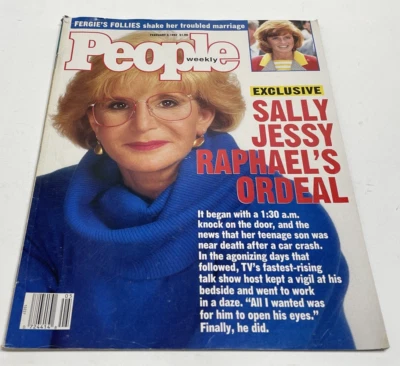 FERGIE'S FOLLIES shake her troubled marriage
People
weekly
EXCLUSIVE
SALLY
JESSY
RAPHAEL'S
ORDEAL
It began with a 1:30 a.m.
knock on the door, and the
news that her teenage son was
near death after a car crash.
In the agonizing days that
followed, TV's fastest-rising
talk show host kept a vigil at his
bedside and went to work
in a daze. "All I wanted was
for him to open his eyes."
Finally, he did.